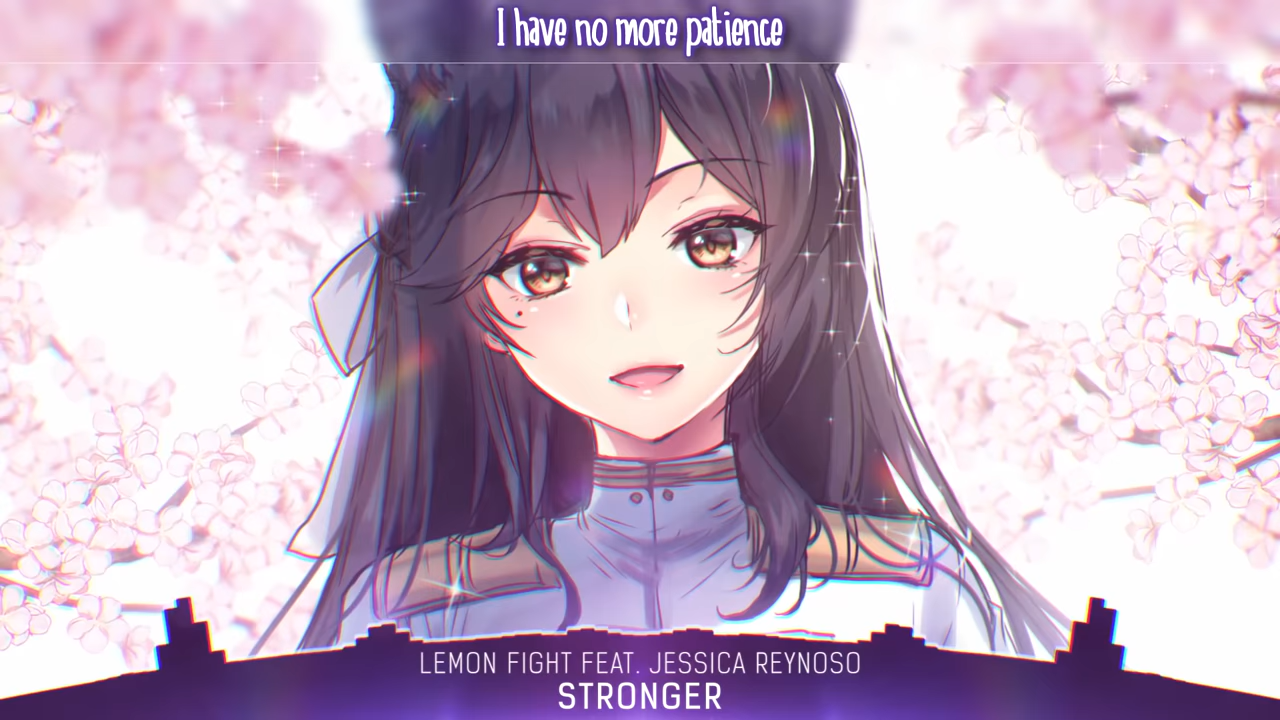 I have no more patience
LEMON FIGHT FEAT. JESSICA REYNOSO
STRONGER